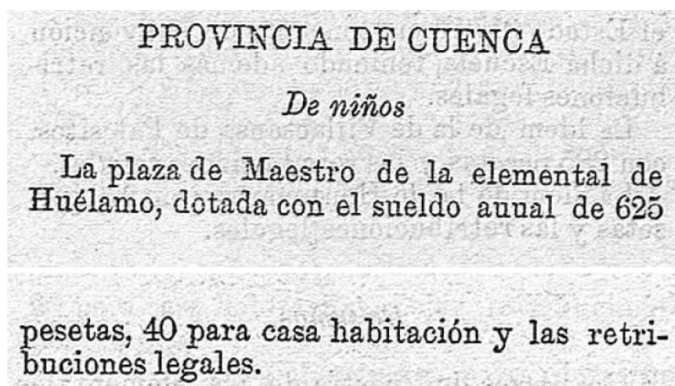 PROVINCIA DE CUENCA
De niños
La plaza de Maestro de la elemental de
Huélamo, dotada con el sueldo auual de 625
pesetas, 40 para casa habitación y las retri-
buciones legales.